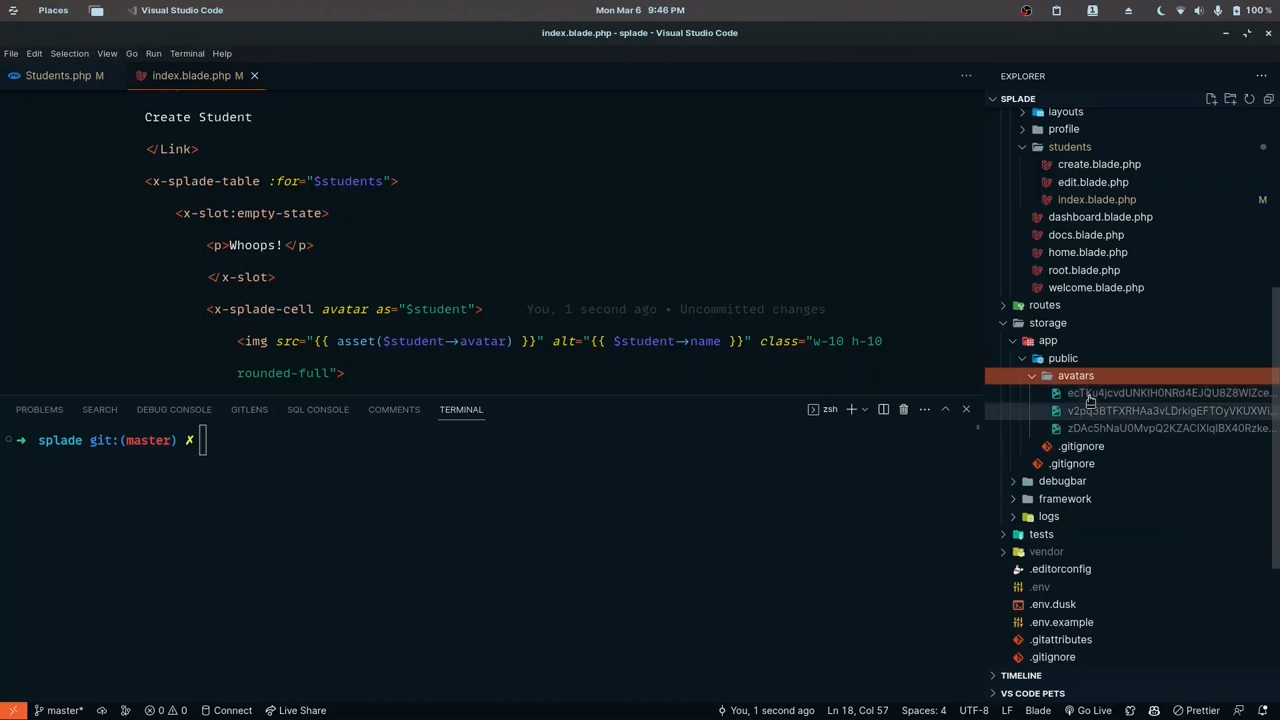 Places
Visual Studio Code
Mon Mar 6 9:46 PM
100 %
index.blade.php - splade - Visual Studio Code
File Edit Selection View Go Run Terminal Help
Students.php M
index.blade.php M
Create Student
</Link>
<x-splade-table :for="$students">
<x-slot:empty-state>
<p>Whoops!</p>
</x-slot>
<x-splade-cell avatar as="$student">
You, 1 second ago • Uncommitted changes
<img src="{{ asset($student->avatar) }}" alt="{{ $student->name }}" class="w-10 h-10
rounded-full">
PROBLEMS SEARCH DEBUG CONSOLE GITLENS SQL CONSOLE COMMENTS TERMINAL
zsh
→ splade git:(master) ✗
EXPLORER
SPLADE
layouts
profile
students
create.blade.php
edit.blade.php
index.blade.php M
dashboard.blade.php
docs.blade.php
home.blade.php
root.blade.php
welcome.blade.php
routes
storage
app
public
avatars
.gitignore
.gitignore
debugbar
framework
logs
tests
vendor
.editorconfig
.env
.env.dusk
.env.example
.gitattributes
.gitignore
TIMELINE
VS CODE PETS
master* 0 0 Connect Live Share
You, 1 second ago Ln 18, Col 57 Spaces: 4 UTF-8 LF Blade Go Live Prettier